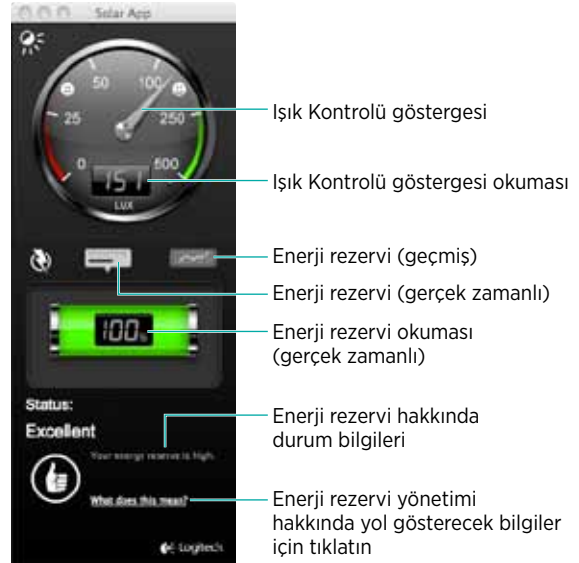 Solar App
50
100
25
250
0
500
151
LUX
Işık Kontrolü göstergesi
Işık Kontrolü göstergesi okuması
Enerji rezervi (geçmiş)
Enerji rezervi (gerçek zamanlı)
100%
Enerji rezervi okuması
(gerçek zamanlı)
Status:
Excellent
Your energy reserve is high.
Enerji rezervi hakkında
durum bilgileri
What does this mean?
Enerji rezervi yönetimi
hakkında yol gösterecek bilgiler
için tıklatın
Logitech